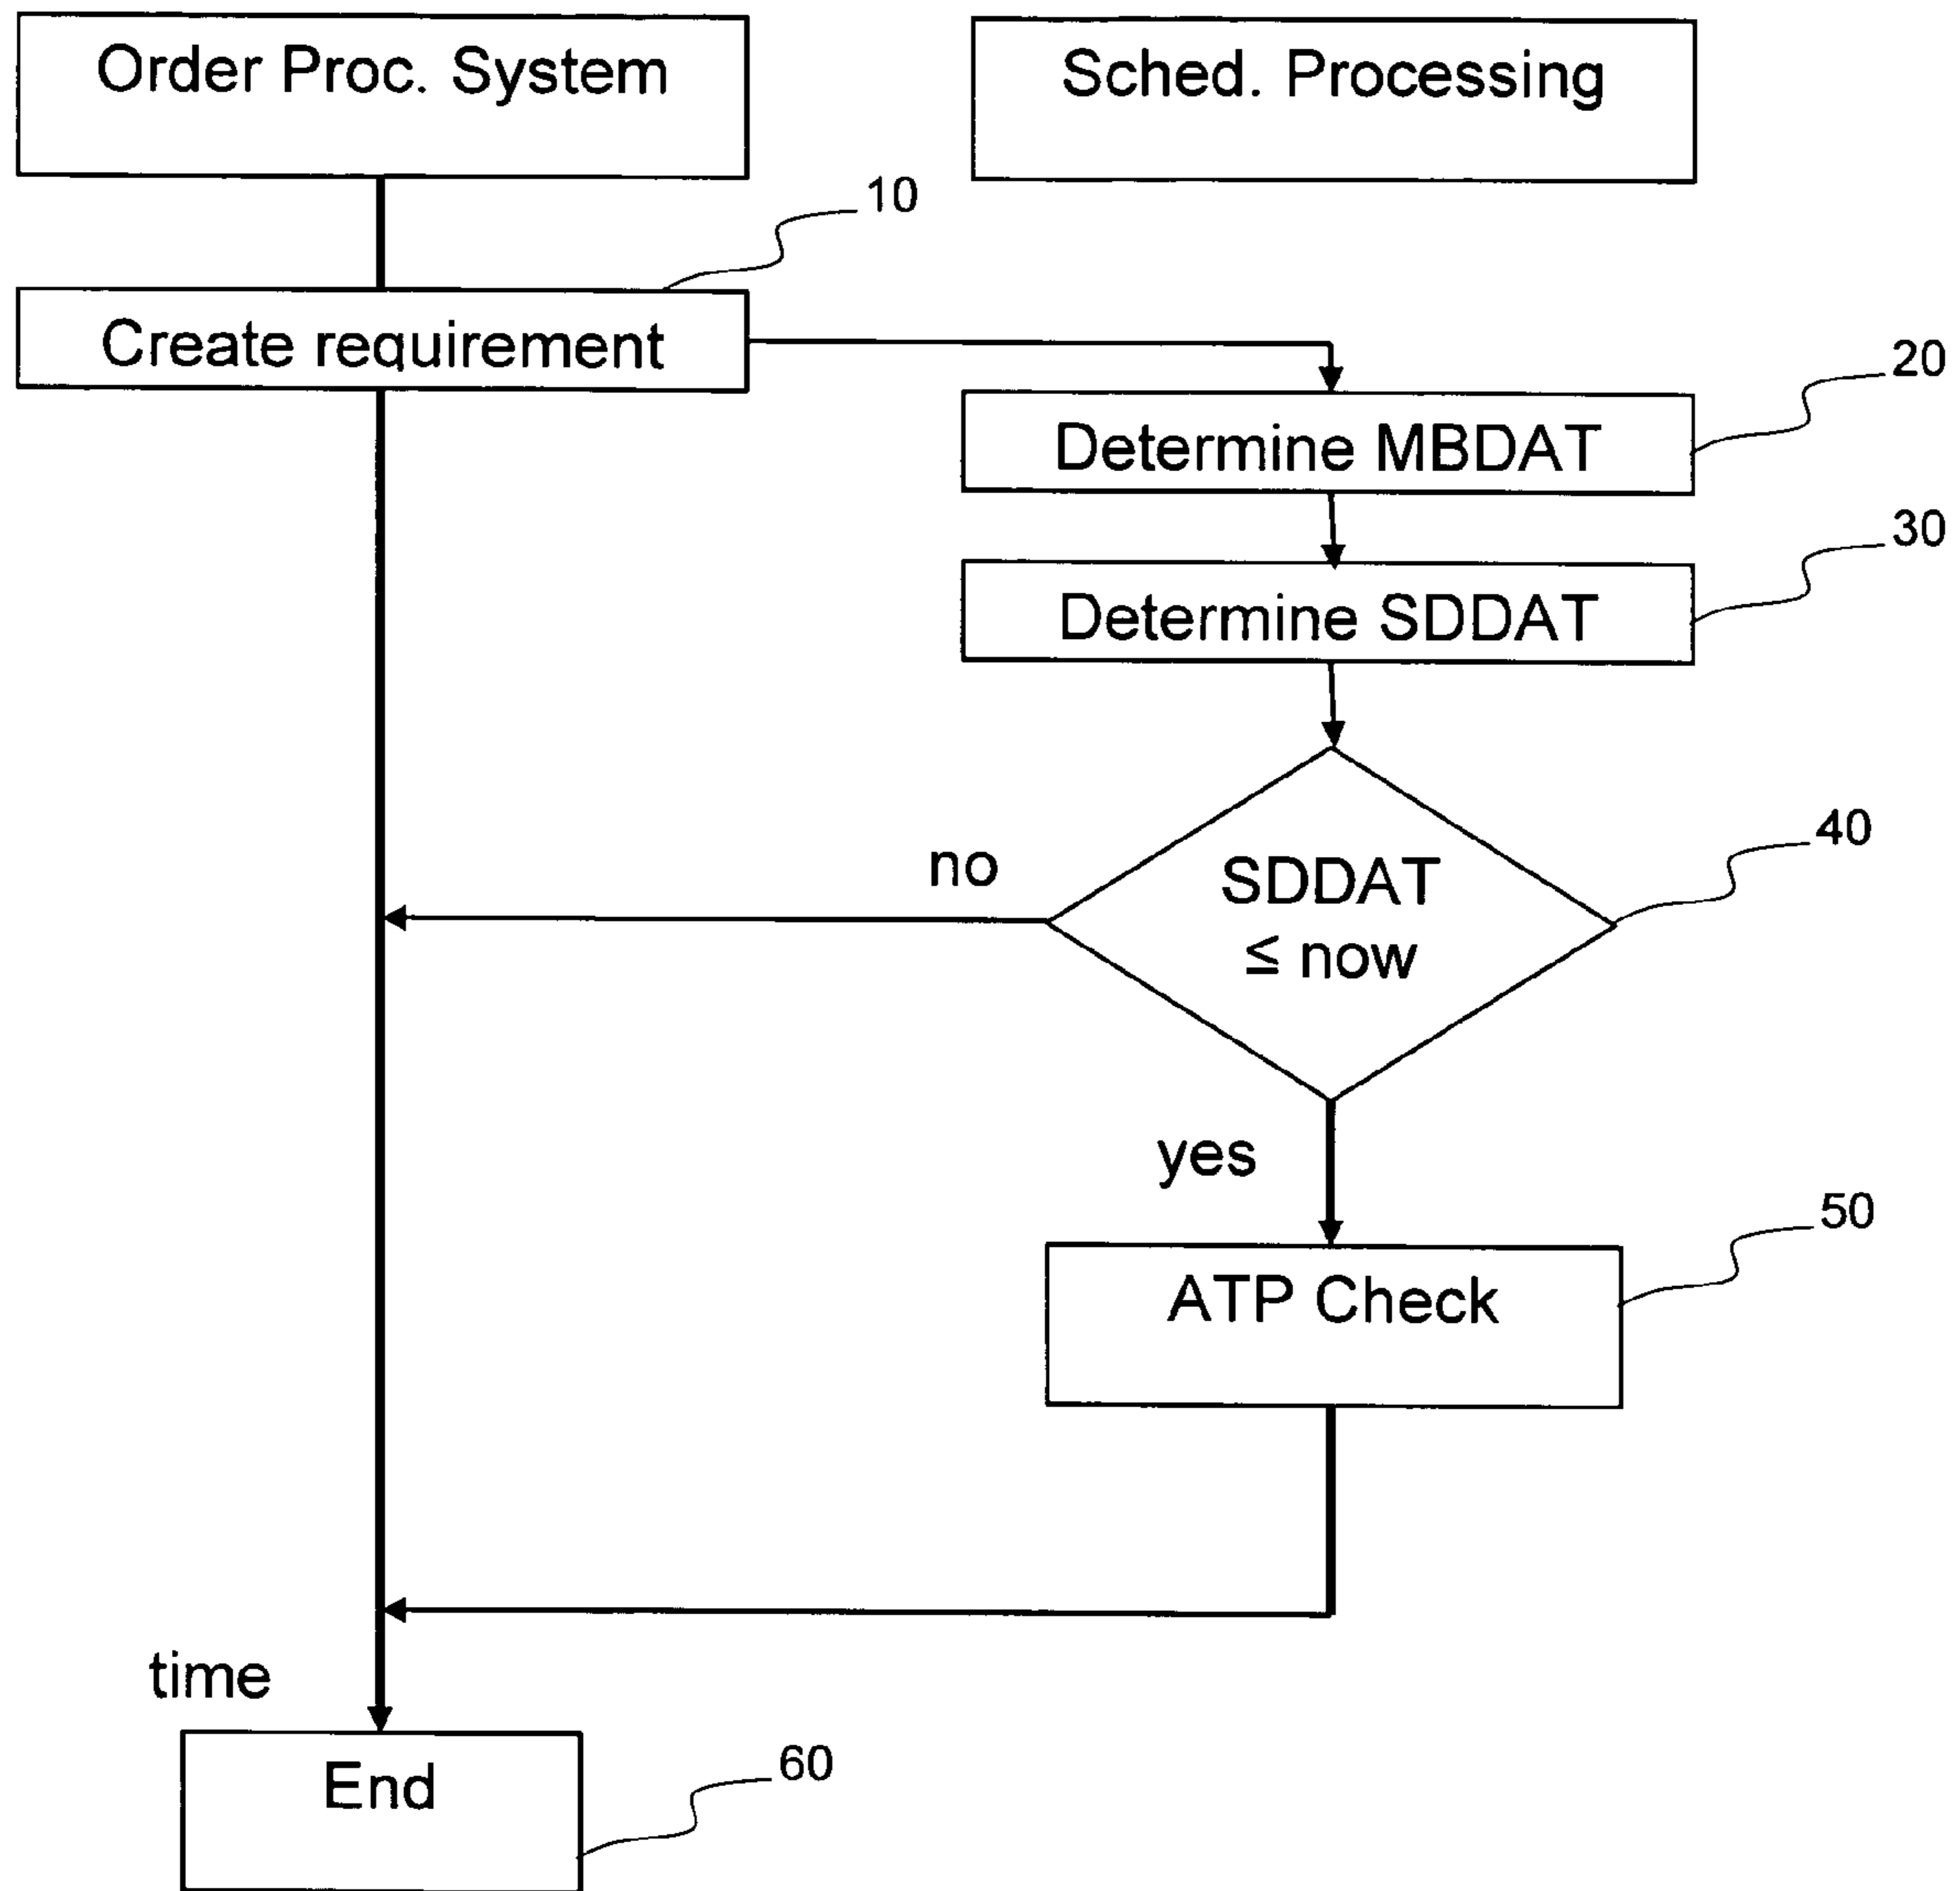 Order Proc. System
Sched. Processing
10
Create requirement
20
Determine MBDAT
30
Determine SDDAT
40
no
SDDAT
≤ now
yes
50
ATP Check
time
60
End